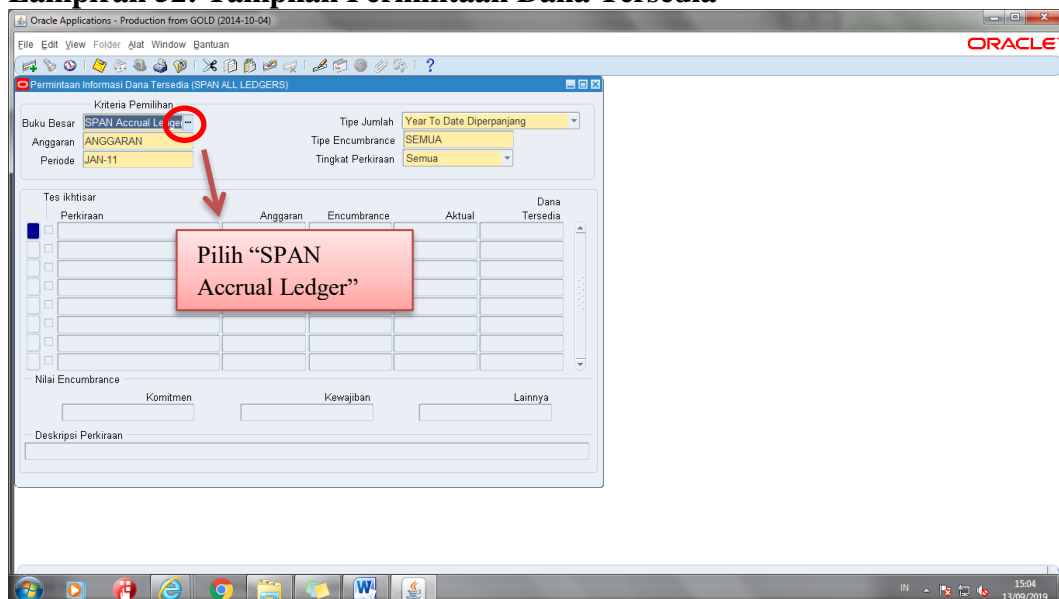 Lampiran 32. Tampilan Permintaan Dana Tersedia
Oracle Applications - Production from GOLD (2014-10-04)
File Edit View Folder Alat Window Bantuan
ORACLE
Permintaan Informasi Dana Tersedia (SPAN ALL LEDGERS)
Kriteria Pemilihan
Buku Besar SPAN Accrual Ledger Tipe Jumlah Year To Date Diperpanjang
Anggaran ANGGARAN Tipe Encumbrance SEMUA
Periode JAN-11 Tingkat Perkiraan Semua
Tes ikhtisar Dana
Perkiraan Anggaran Encumbrance Aktual Tersedia
Pilih “SPAN
Accrual Ledger”
Nilai Encumbrance
Komitmen Kewajiban Lainnya
Deskripsi Perkiraan
IN 15:04
13/09/2019